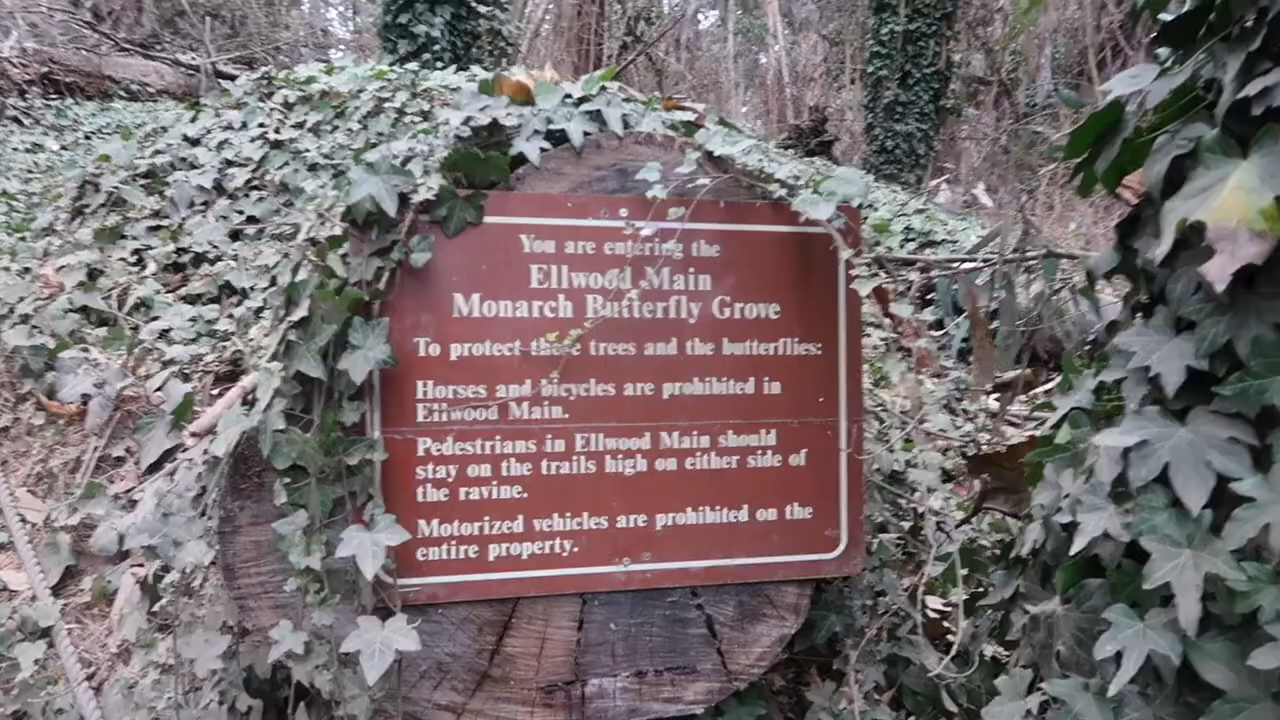 You are entering the
Ellwood Main
Monarch Butterfly Grove
To protect these trees and the butterflies:
Horses and bicycles are prohibited in
Ellwood Main.
Pedestrians in Ellwood Main should
stay on the trails high on either side of
the ravine.
Motorized vehicles are prohibited on the
entire property.